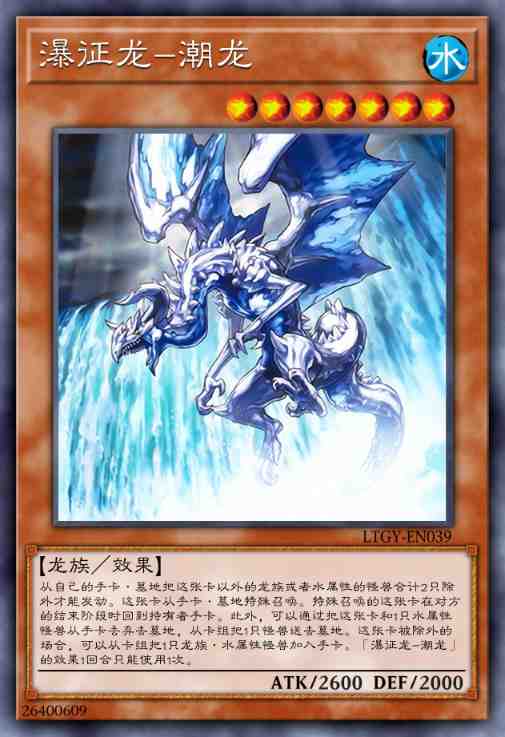 瀑征龙-潮龙
水
LTGY-EN039
【龙族／效果】
从自己的手卡·墓地把这张卡以外的龙族或者水属性的怪兽合计2只除
外才能发动。这张卡从手卡·墓地特殊召唤。特殊召唤的这张卡在对方
的结束阶段时回到持有者手卡。此外，可以通过把这张卡和1只水属性
怪兽从手卡去弃去墓地，从卡组把1只怪兽送去墓地。这张卡被除外的
场合，可以从卡组把1只龙族·水属性怪兽加入手卡。「瀑征龙-潮龙」
的效果1回合只能使用1次。
ATK/2600 DEF/2000
26400609